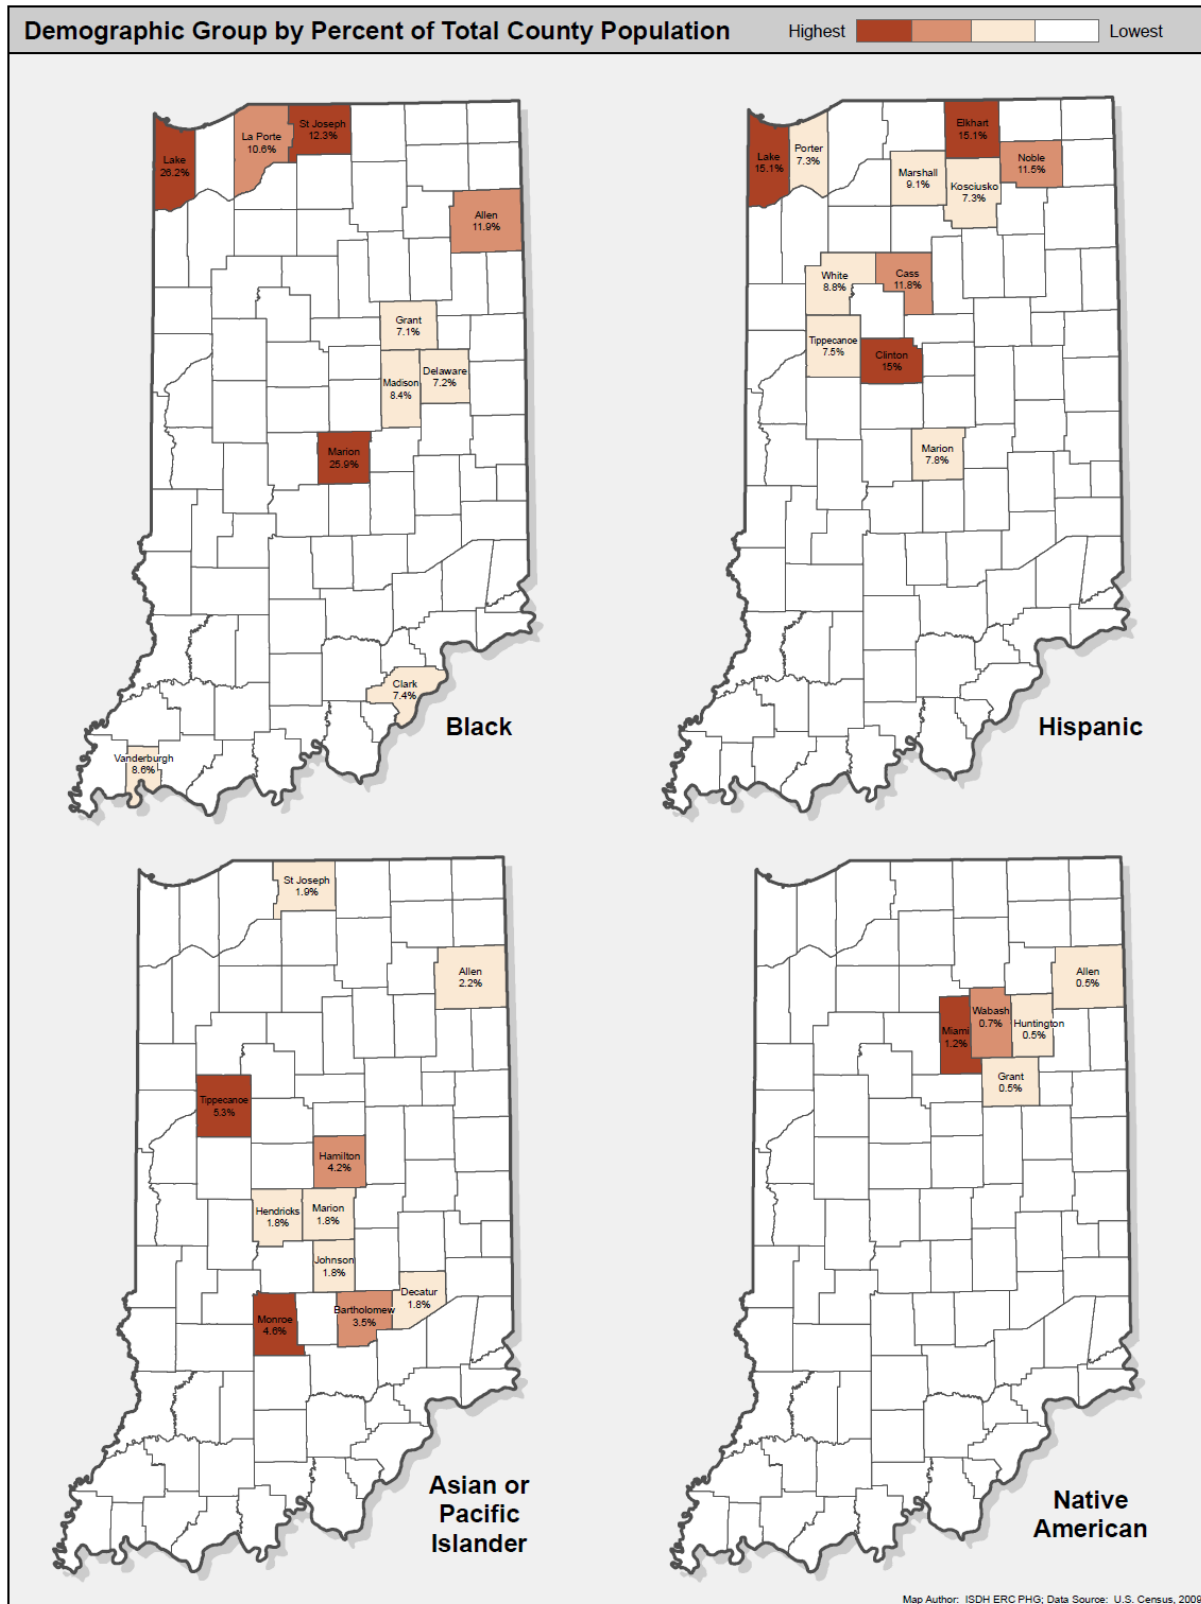 Demographic Group by Percent of Total County Population
Highest
Lowest
Lake
26.2%
La Porte
10.6%
St Joseph
12.3%
Allen
11.9%
Grant
7.1%
Madison
8.4%
Delaware
7.2%
Marion
25.9%
Clark
7.4%
Vanderburgh
8.6%
Black
Lake
15.1%
Porter
7.3%
Elkhart
15.1%
Marshall
9.1%
Kosciusko
7.3%
Noble
11.5%
White
8.8%
Cass
11.8%
Tippecanoe
7.5%
Clinton
15%
Marion
7.8%
Hispanic
St Joseph
1.9%
Allen
2.2%
Tippecanoe
5.3%
Hamilton
4.2%
Hendricks
1.8%
Marion
1.8%
Johnson
1.8%
Monroe
4.6%
Bartholomew
3.5%
Decatur
1.8%
Asian or
Pacific
Islander
Allen
0.5%
Miami
1.2%
Wabash
0.7%
Huntington
0.5%
Grant
0.5%
Native
American
Map Author: ISDH ERC PHG; Data Source: U.S. Census, 2009